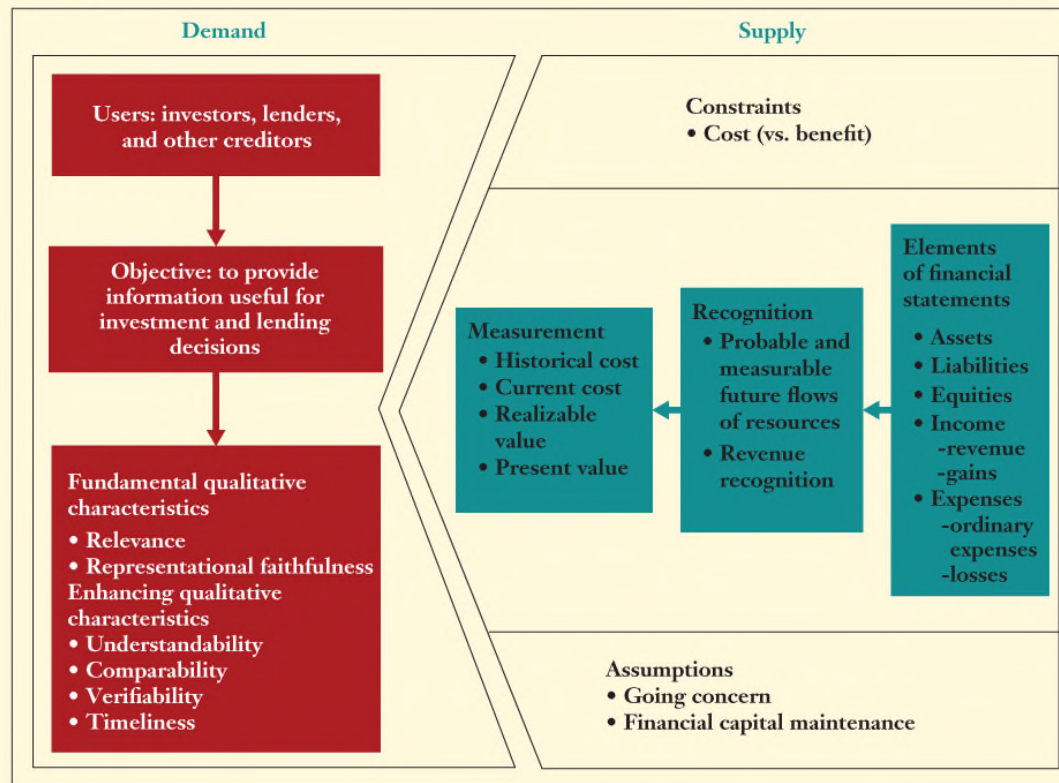 Demand
Users: investors, lenders,
and other creditors
Objective: to provide
information useful for
investment and lending
decisions
Fundamental qualitative
characteristics
• Relevance
• Representational faithfulness
Enhancing qualitative
characteristics
• Understandability
• Comparability
• Verifiability
• Timeliness
Supply
Constraints
• Cost (vs. benefit)
Measurement
• Historical cost
• Current cost
• Realizable
value
• Present value
Recognition
• Probable and
measurable
future flows
of resources
• Revenue
recognition
Elements
of financial
statements
• Assets
• Liabilities
• Equities
• Income
-revenue
-gains
• Expenses
-ordinary
expenses
-losses
Assumptions
• Going concern
• Financial capital maintenance